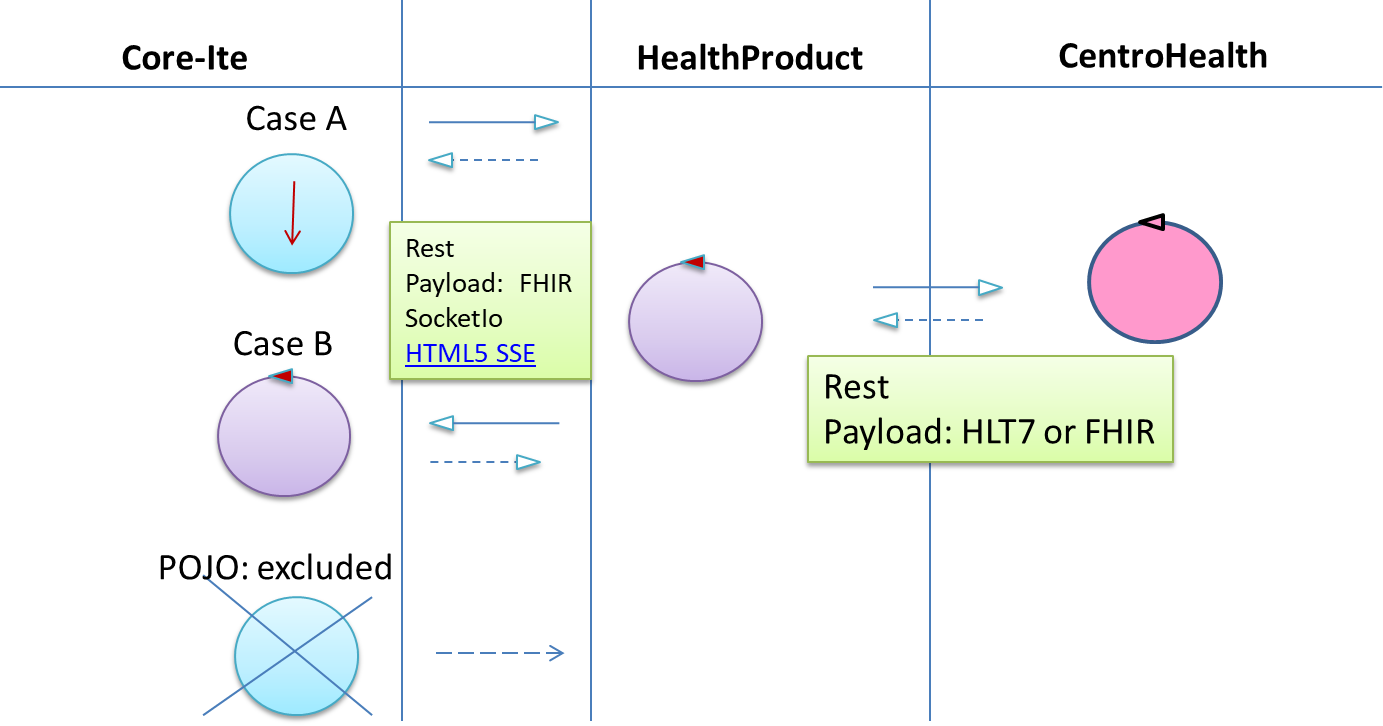 Core-Ite
HealthProduct
CentroHealth
Case A
Rest
Payload: FHIR
SocketIo
HTML5 SSE
Case B
Rest
Payload: HLT7 or FHIR
POJO: excluded